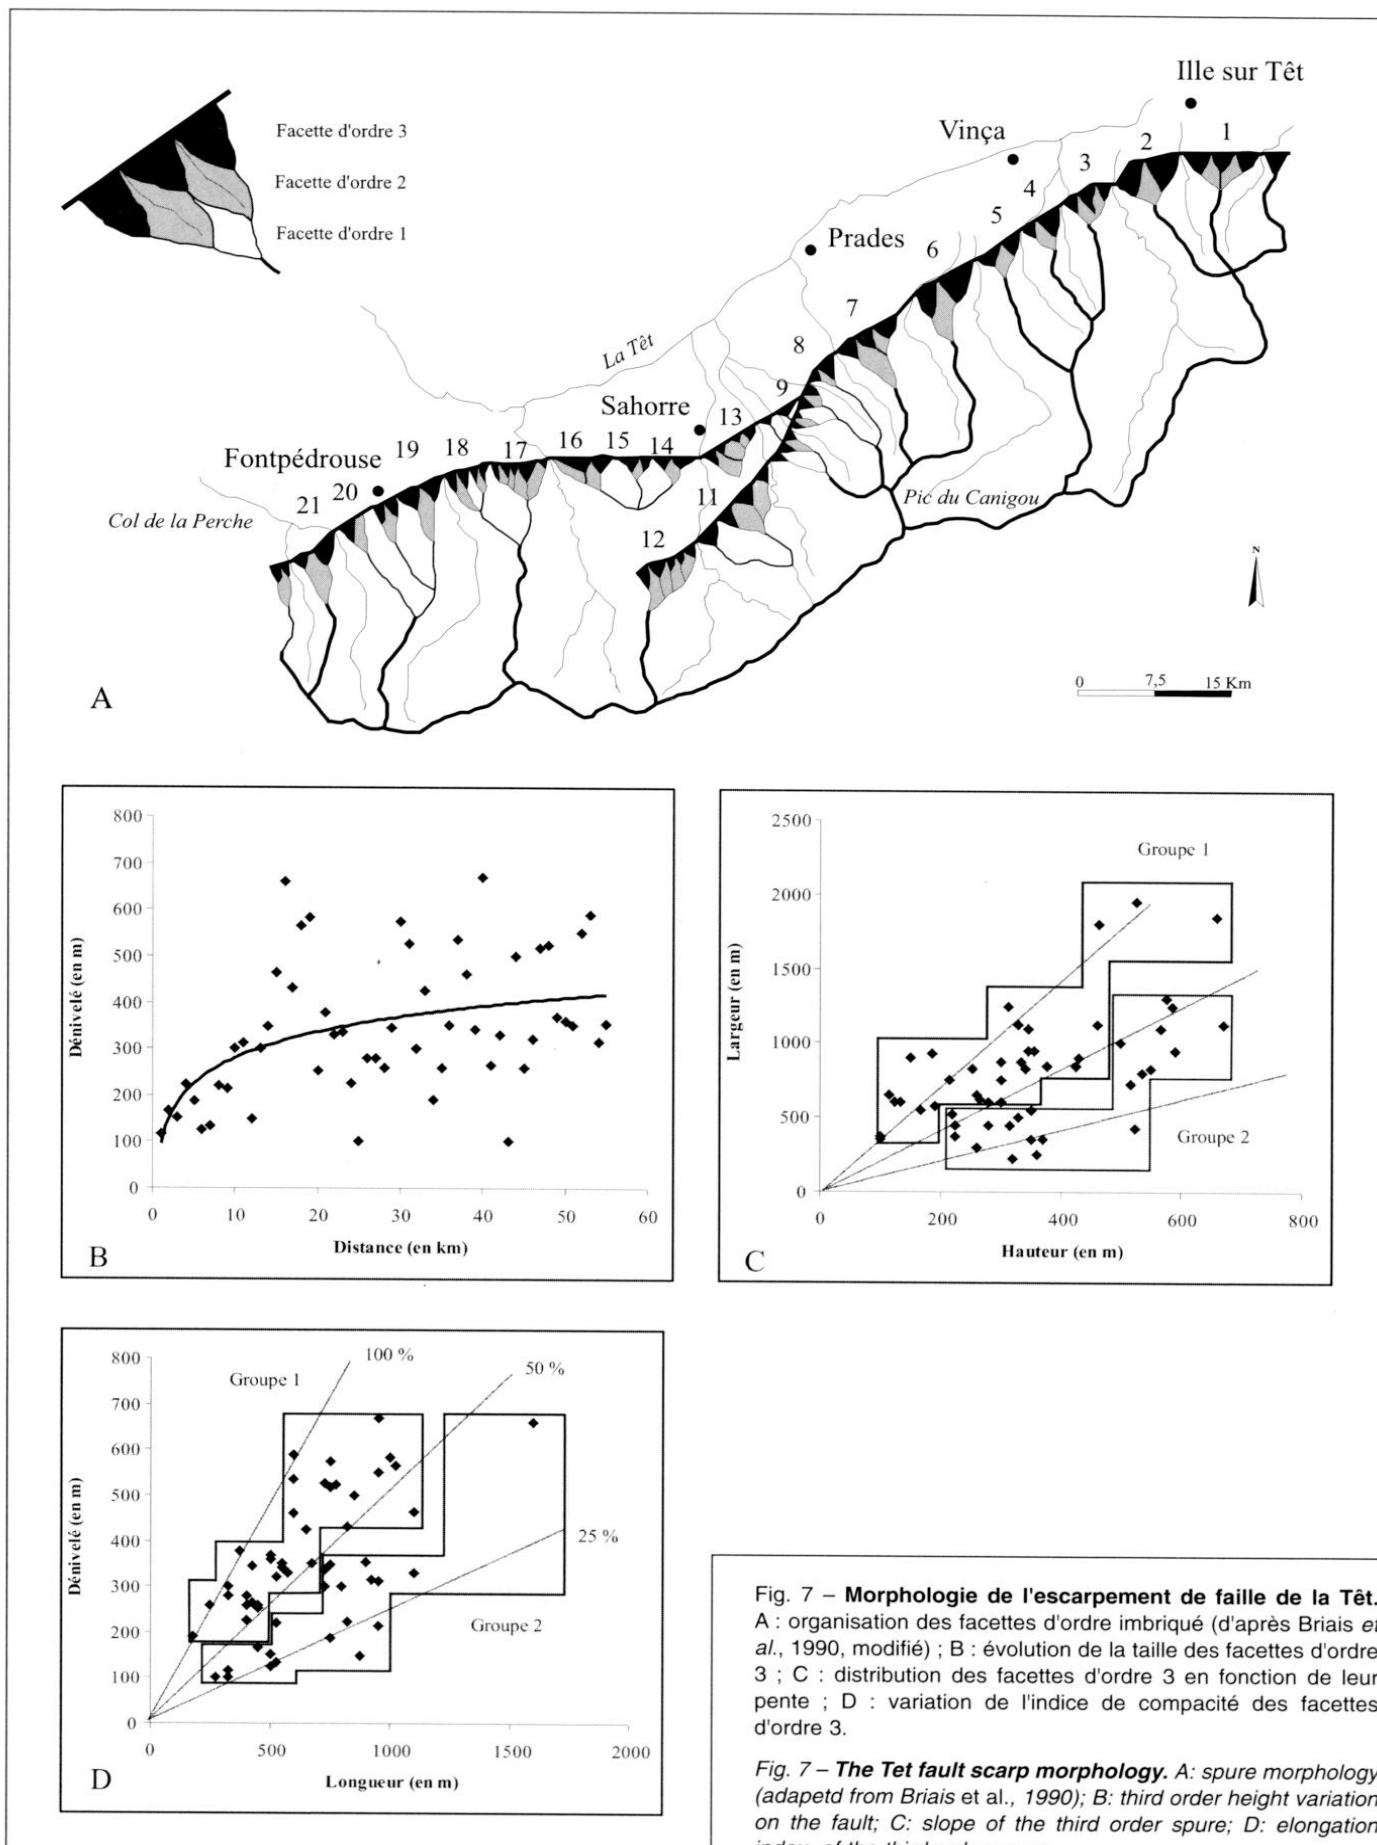 Ille sur Têt
Vinça
Prades
La Têt
Sahorre
Fontpédrouse
Col de la Perche
Pic du Canigou
1
2
3
4
5
6
7
8
9
11
12
13
14
15
16
17
18
19
20
21
Facette d'ordre 3
Facette d'ordre 2
Facette d'ordre 1
N
0 7,5 15 Km
A
800
700
600
500
400
300
200
100
0
Dénivelé (en m)
0 10 20 30 40 50 60
Distance (en km)
B
2500
2000
1500
1000
500
0
Largeur (en m)
Groupe 1
Groupe 2
0 200 400 600 800
Hauteur (en m)
C
800
700
600
500
400
300
200
100
0
Dénivelé (en m)
Groupe 1
100 %
50 %
25 %
Groupe 2
0 500 1000 1500 2000
Longueur (en m)
D
Fig. 7 – Morphologie de l'escarpement de faille de la Têt.
A : organisation des facettes d'ordre imbriqué (d'après Briais et
al., 1990, modifié) ; B : évolution de la taille des facettes d'ordre
3 ; C : distribution des facettes d'ordre 3 en fonction de leur
pente ; D : variation de l'indice de compacité des facettes
d'ordre 3.
Fig. 7 – The Tet fault scarp morphology. A: spure morphology
(adapetd from Briais et al., 1990); B: third order height variation
on the fault; C: slope of the third order spure; D: elongation